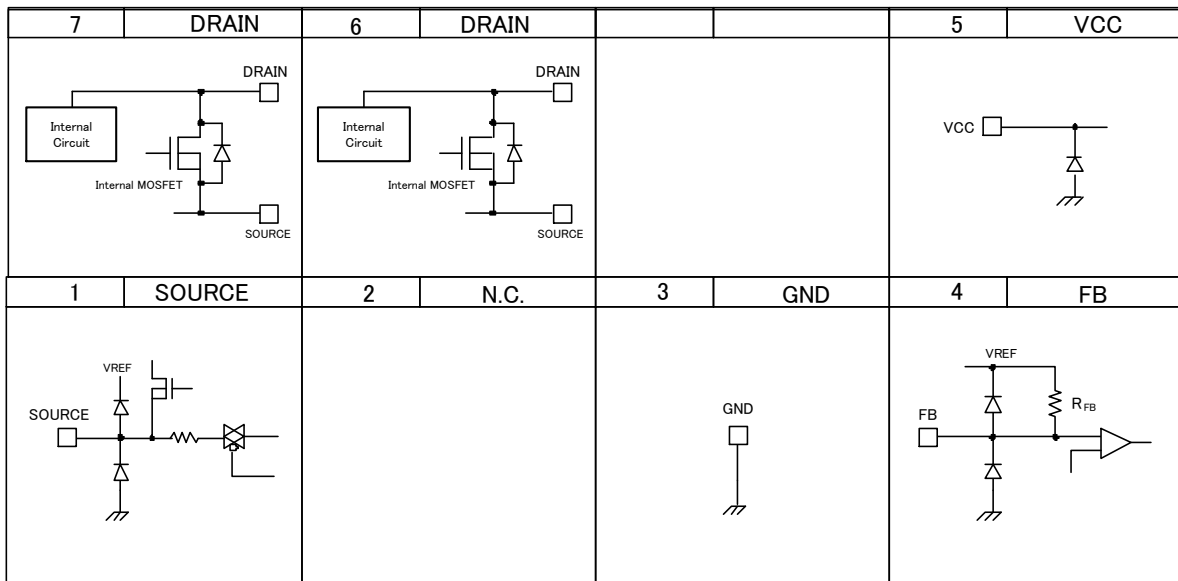 7 DRAIN 6 DRAIN 5 VCC
DRAIN
Internal
Circuit
Internal MOSFET
SOURCE
DRAIN
Internal
Circuit
Internal MOSFET
SOURCE
VCC
1 SOURCE 2 N.C. 3 GND 4 FB
VREF
SOURCE
GND
VREF
FB
RFB